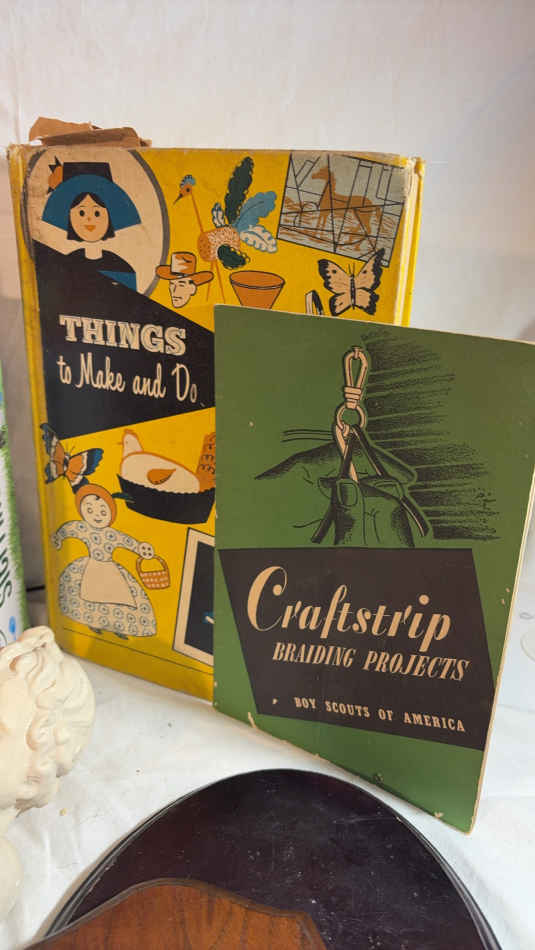 THINGS
to Make and Do
Craftstrip
BRAIDING PROJECTS
BOY SCOUTS OF AMERICA